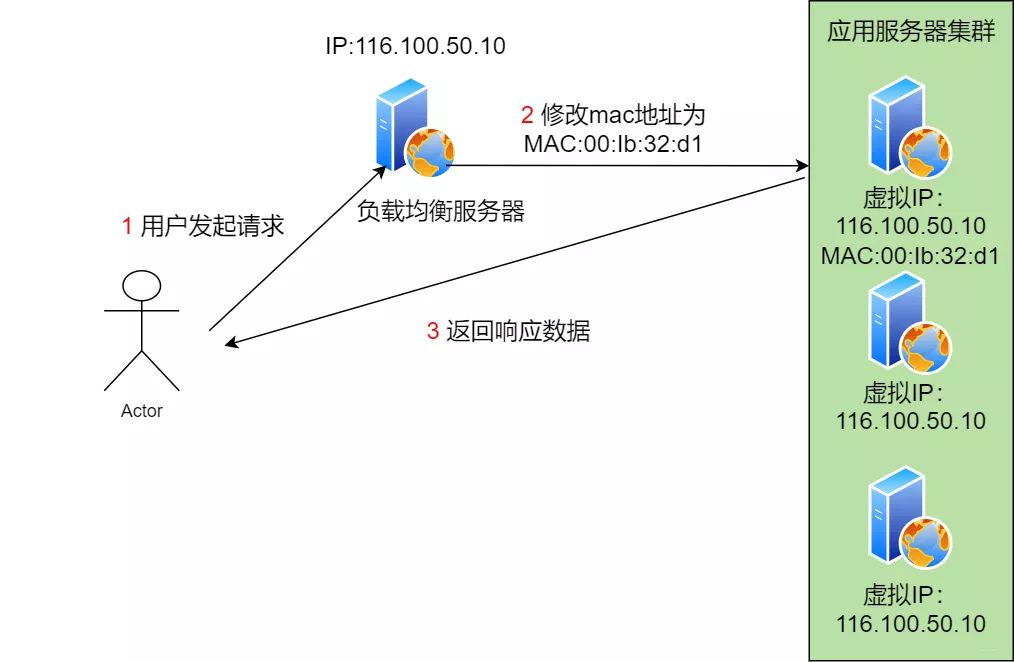 应用服务器集群
IP:116.100.50.10
2 修改mac地址为
MAC:00:Ib:32:d1
负载均衡服务器
1 用户发起请求
虚拟IP：
116.100.50.10
MAC:00:Ib:32:d1
3 返回响应数据
Actor
虚拟IP：
116.100.50.10
虚拟IP：
116.100.50.10